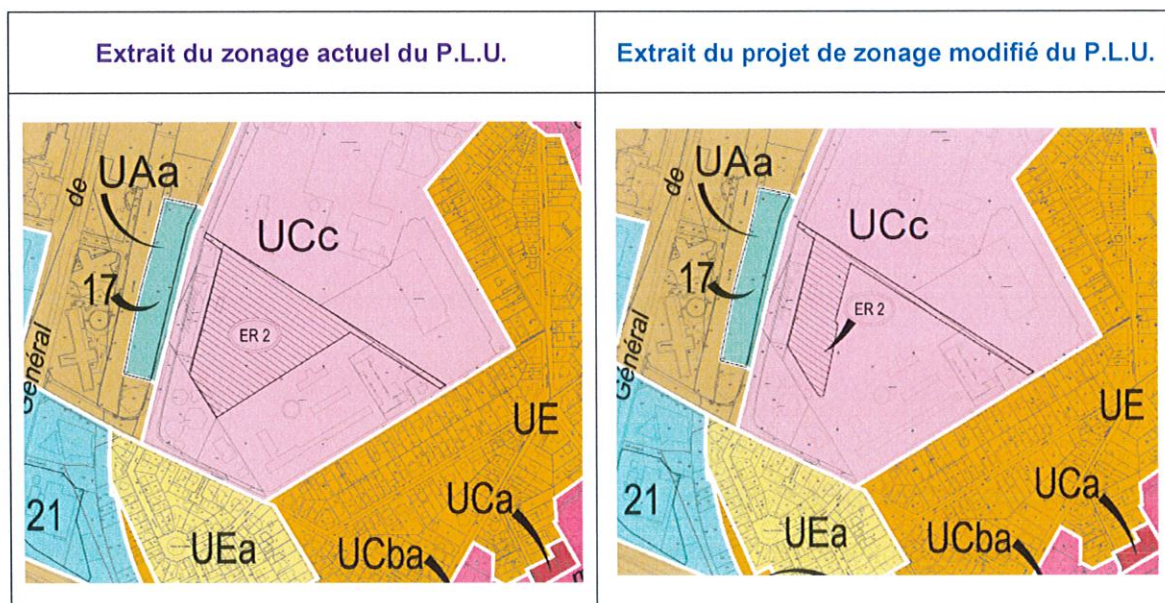 Extrait du zonage actuel du P.L.U.
Extrait du projet de zonage modifié du P.L.U.
de
UAa
UCc
17
ER 2
Général
UE
21
UEa
UCa
UCba
de
UAa
UCc
17
ER 2
Général
UE
21
UEa
UCa
UCba